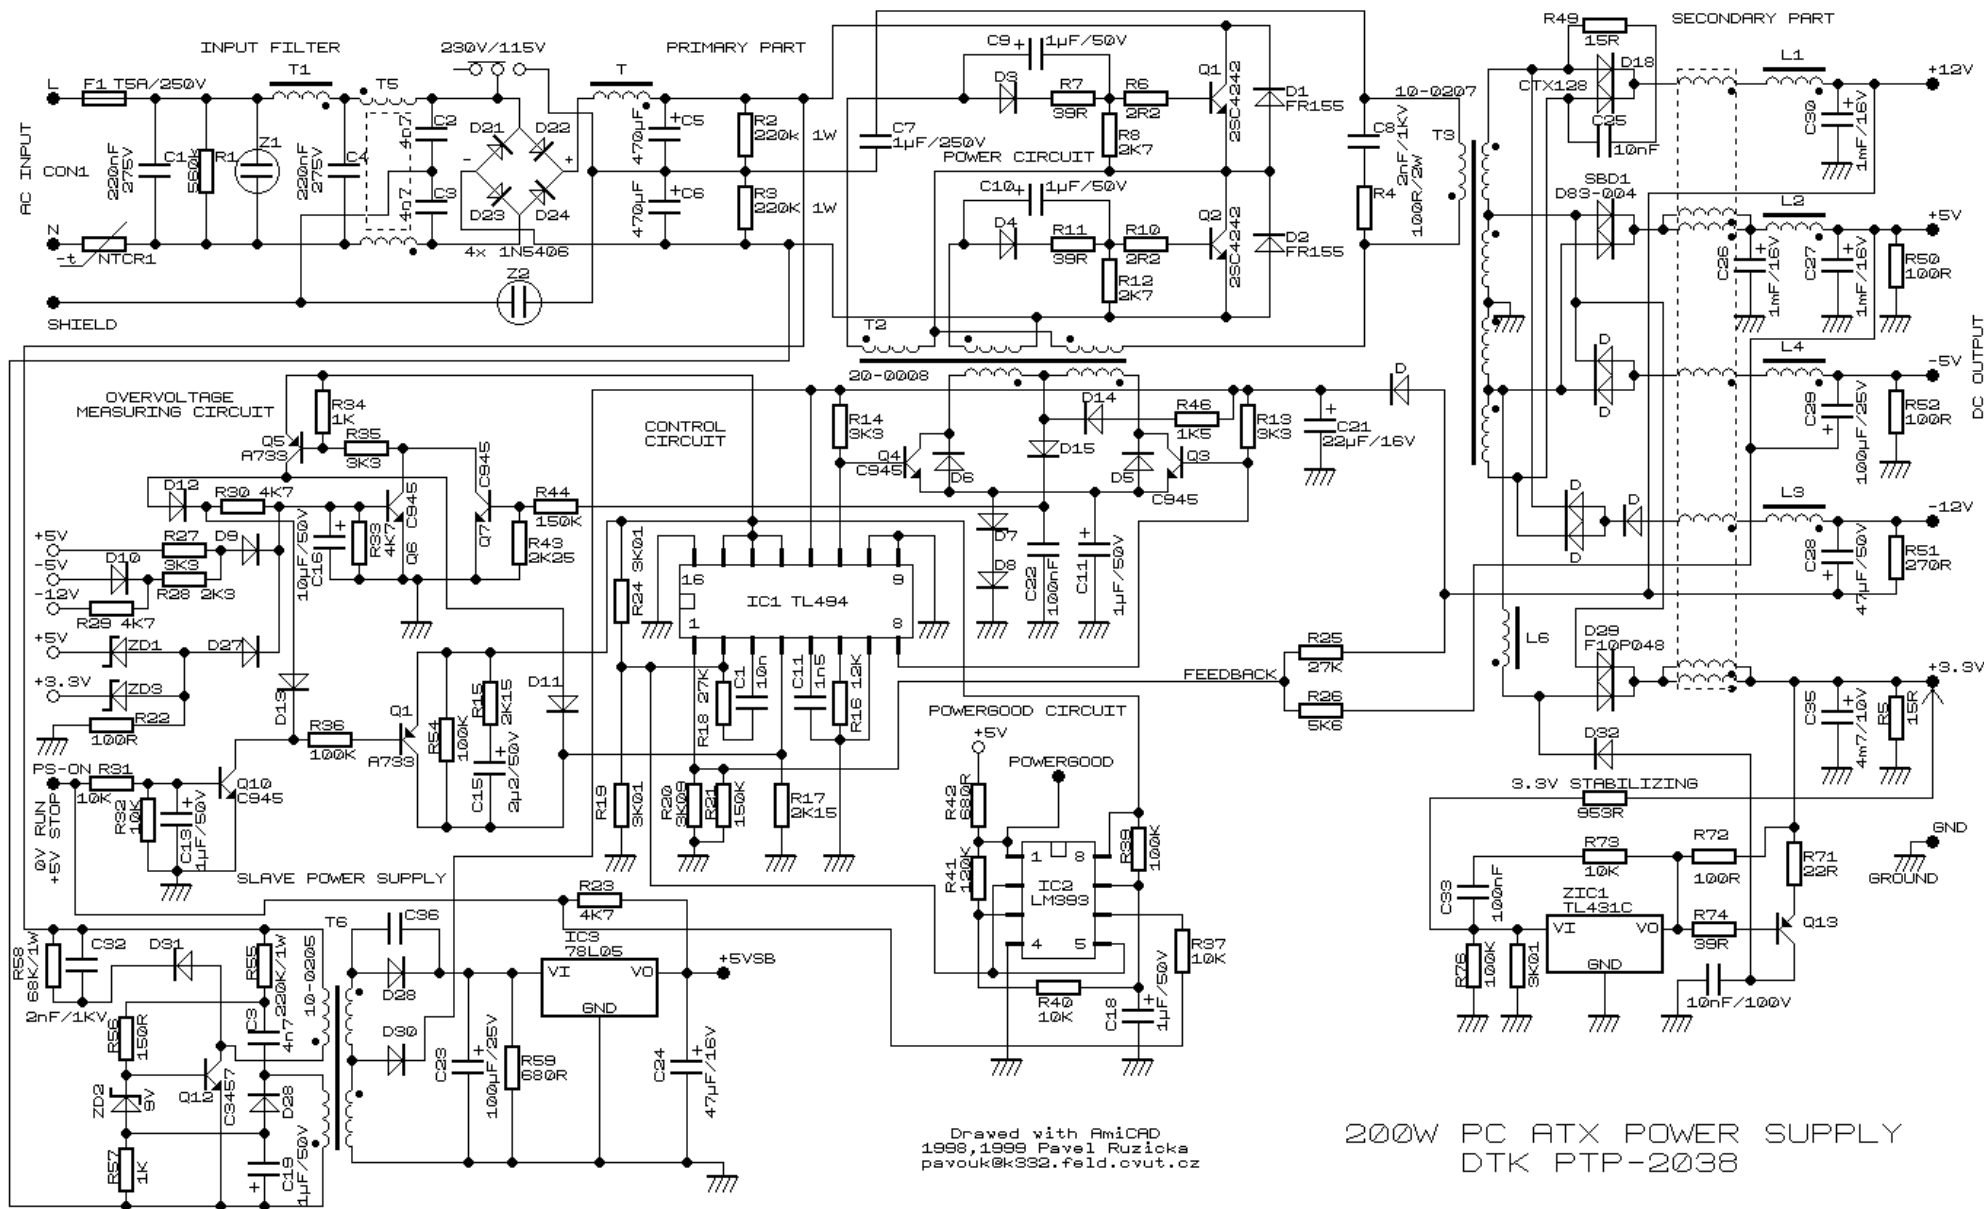 INPUT FILTER
230V/115V
PRIMARY PART
SECONDARY PART
L
F1 T5A/250V
T1
T5
T
AC INPUT
CON1
C1
220nF
275V
R1
560K
Z1
C4
220nF
275V
C2
4n7
C3
4n7
D21
D22
D23
D24
-
+
4x 1N5406
N
-t
NTCR1
SHIELD
Z2
C5
470µF
C6
470µF
R2
220k 1W
R3
220K 1W
C7
1µF/250V
POWER CIRCUIT
C9
1µF/50V
D3
R7
39R
R6
2R2
R8
2K7
Q1
2SC4242
D1
FR155
C10
1µF/50V
D4
R11
39R
R10
2R2
R12
2K7
Q2
2SC4242
D2
FR155
10-0207
C8
2nF/1KV
R4
100R/2W
T3
T2
20-0008
R49
15R
D18
CTX128
C25
10nF
L1
C30
1mF/16V
+12V
SBD1
D83-004
L2
C26
1mF/16V
C27
1mF/16V
R50
100R
+5V
D
D
L4
C29
100µF/25V
R52
100R
-5V
DC OUTPUT
D
D
D
L3
C28
47µF/50V
R51
270R
-12V
L6
D29
F10P048
C35
4m7/10V
R5
15R
+3.3V
D32
3.3V STABILIZING
953R
R73
10K
R72
100R
R71
22R
C33
100nF
ZIC1
TL431C
VI
VO
GND
R74
39R
Q13
R76
100K
3K01
10nF/100V
GND
GROUND
OVERVOLTAGE
MEASURING CIRCUIT
R34
1K
Q5
A733
R35
3K3
C945
Q7
D12
R30 4K7
C945
Q6
R33
4K7
C16
10µF/50V
R44
150K
R43
2K25
+5V
R27
3K3
D9
-5V
D10
R28 2K3
-12V
R29 4K7
+5V
ZD1
D27
+3.3V
ZD3
R22
100R
D13
R36
100K
Q1
A733
R54
100K
R15
2K15
C15
2µ2/50V
D11
PS-ON
R31
10K
R32
10K
C13
1µF/50V
Q10
C945
0V RUN
+5V STOP
CONTROL
CIRCUIT
R14
3K3
Q4
C945
D6
D14
D15
R46
1K5
D5
Q3
C945
R13
3K3
C21
22µF/16V
D
D7
D8
C22
100nF
C11
1µF/50V
R24 3K01
16
9
IC1 TL494
1
8
R18 27K
C1
10n
C11
1n5
R16 12K
R19
3K01
R20
3K09
R21
150K
R17
2K15
FEEDBACK
R25
27K
R26
5K6
POWERGOOD CIRCUIT
+5V
POWERGOOD
R42
680R
R41
120K
1
8
IC2
LM393
4
5
R39
100K
R37
10K
R40
10K
C18
1µF/50V
SLAVE POWER SUPPLY
R58
68K/1W
C32
2nF/1KV
D31
R55
220K/1W
10-0205
T6
R56
150R
C3
4n7
ZD2
9V
Q12
C3457
D28
R57
1K
C19
1µF/50V
C36
D28
D30
R23
4K7
IC3
78L05
VI
VO
GND
+5VSB
C23
100µF/25V
R59
680R
C24
47µF/16V
Drawed with AmiCAD
1998,1999 Pavel Ruzicka
pavouk@k332.feld.cvut.cz
200W PC ATX POWER SUPPLY
DTK PTP-2038